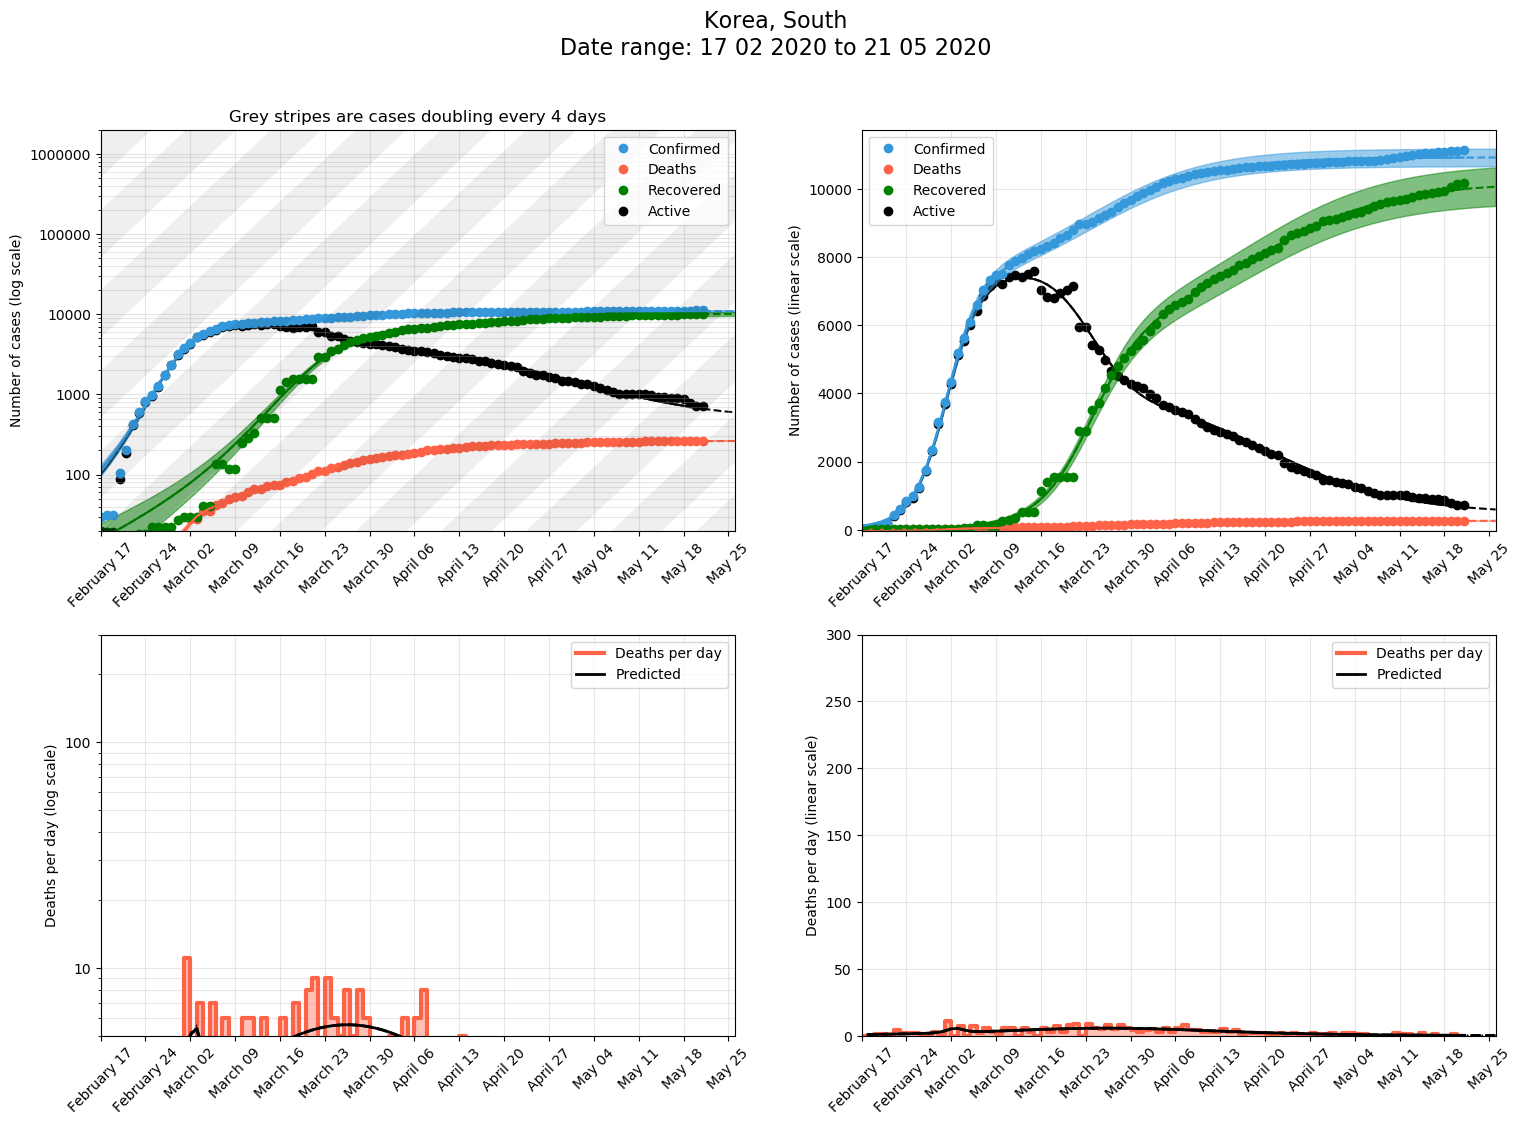 Korea, South
Date range: 17 02 2020 to 21 05 2020
Grey stripes are cases doubling every 4 days
Number of cases (log scale)
1000000
100000
10000
1000
100
Confirmed
Deaths
Recovered
Active
February 17
February 24
March 02
March 09
March 16
March 23
March 30
April 06
April 13
April 20
April 27
May 04
May 11
May 18
May 25
Number of cases (linear scale)
10000
8000
6000
4000
2000
0
Confirmed
Deaths
Recovered
Active
February 17
February 24
March 02
March 09
March 16
March 23
March 30
April 06
April 13
April 20
April 27
May 04
May 11
May 18
May 25
Deaths per day (log scale)
100
10
Deaths per day
Predicted
February 17
February 24
March 02
March 09
March 16
March 23
March 30
April 06
April 13
April 20
April 27
May 04
May 11
May 18
May 25
Deaths per day (linear scale)
300
250
200
150
100
50
0
Deaths per day
Predicted
February 17
February 24
March 02
March 09
March 16
March 23
March 30
April 06
April 13
April 20
April 27
May 04
May 11
May 18
May 25